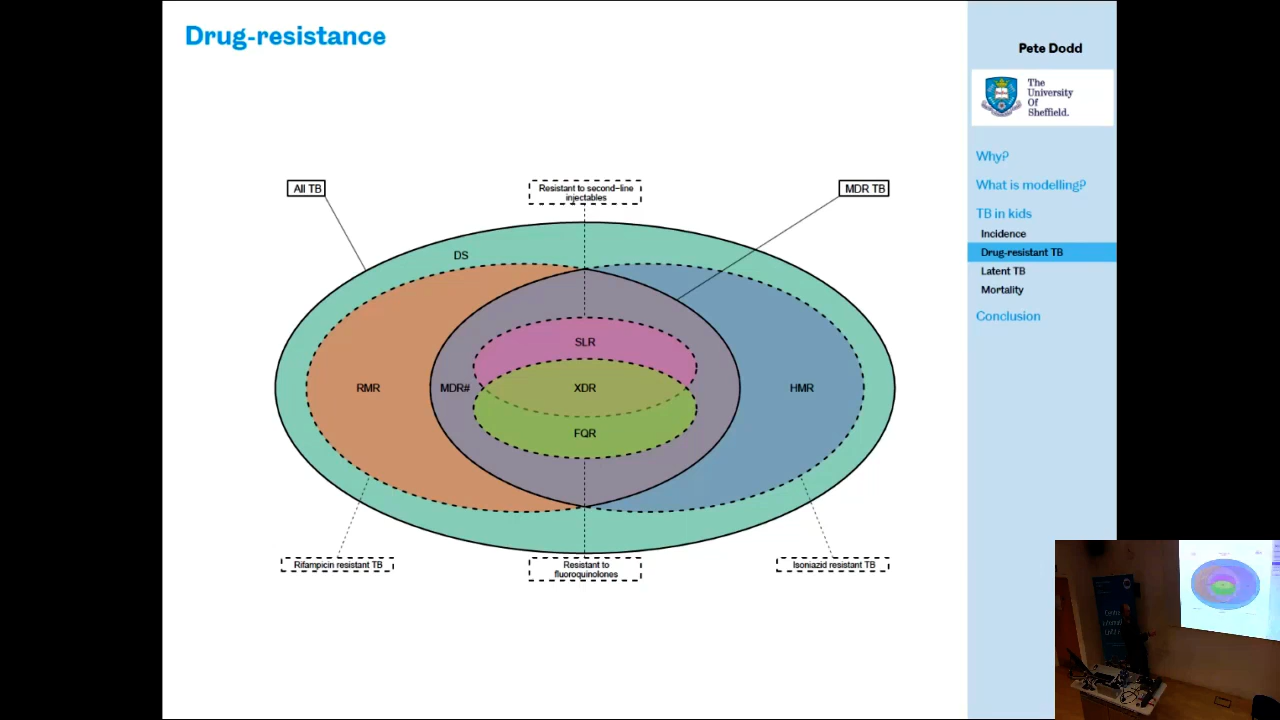 Drug-resistance
Pete Dodd
The
University
Of
Sheffield.
Why?
What is modelling?
TB in kids
Incidence
Drug-resistant TB
Latent TB
Mortality
Conclusion
All TB
Resistant to second-line
injectables
MDR TB
DS
SLR
RMR
MDR#
XDR
HMR
FQR
Rifampicin resistant TB
Resistant to
fluoroquinolones
Isoniazid resistant TB